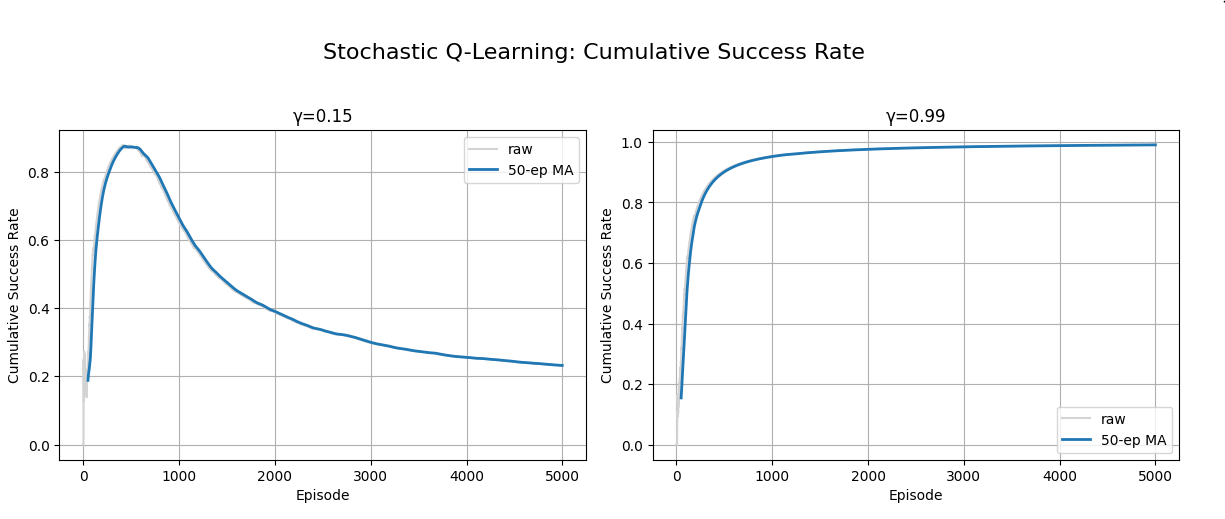 Stochastic Q-Learning: Cumulative Success Rate
γ=0.15
Cumulative Success Rate
0.8
0.6
0.4
0.2
0.0
raw
50-ep MA
0
1000
2000
3000
4000
5000
Episode
γ=0.99
Cumulative Success Rate
1.0
0.8
0.6
0.4
0.2
0.0
raw
50-ep MA
0
1000
2000
3000
4000
5000
Episode